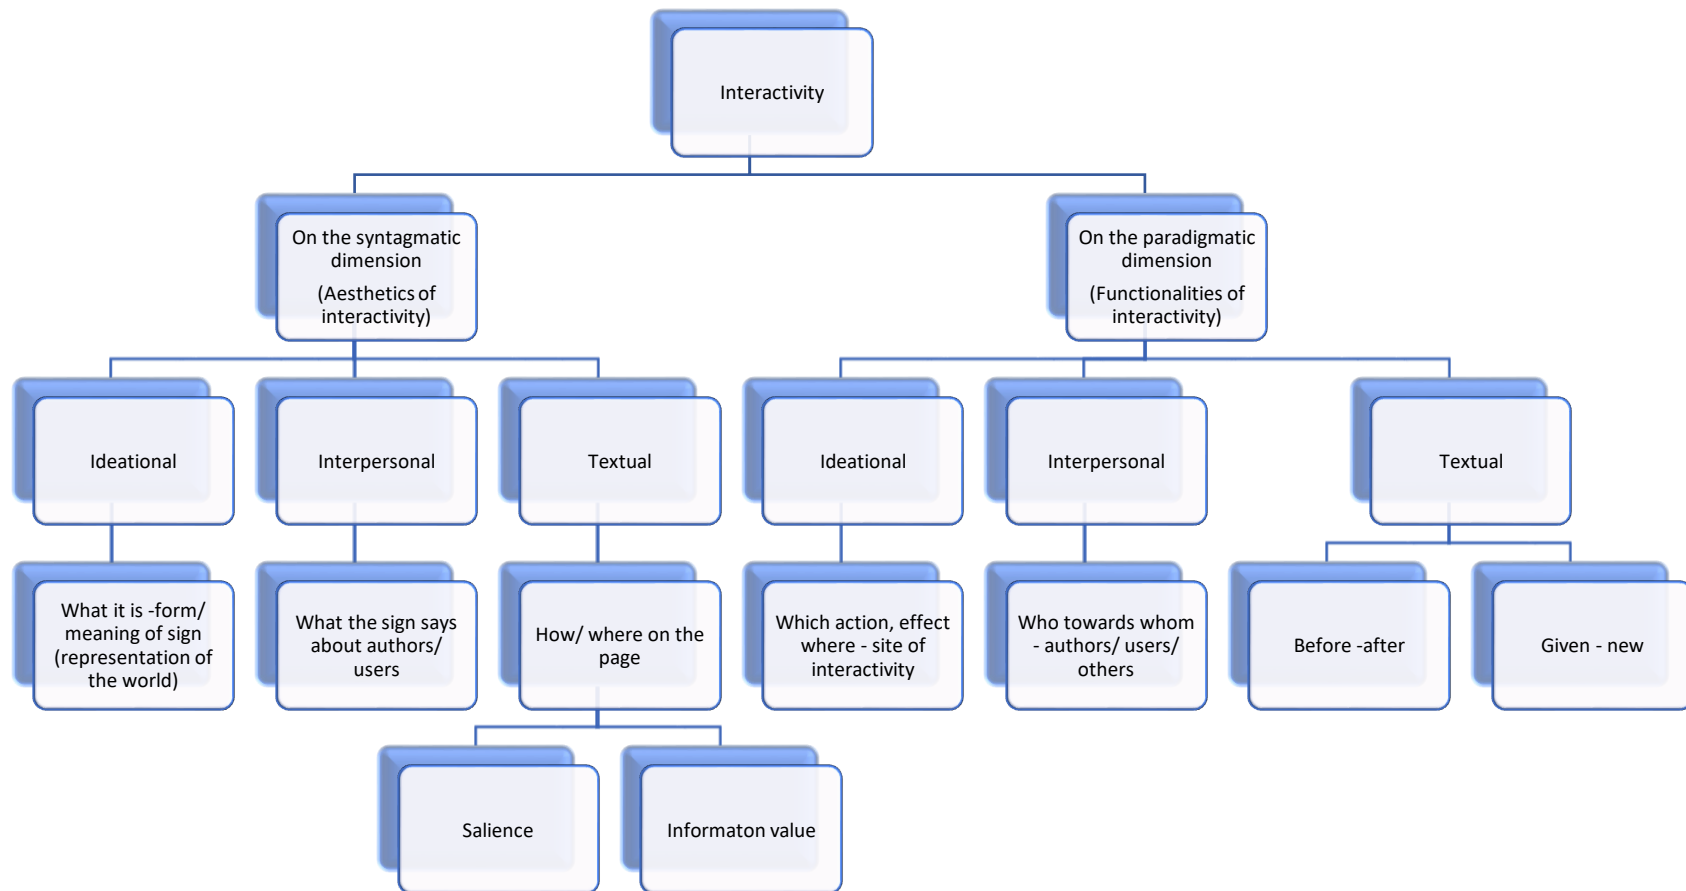 Interactivity
On the syntagmatic
dimension
(Aesthetics of
interactivity)
On the paradigmatic
dimension
(Functionalities of
interactivity)
Ideational
Interpersonal
Textual
Ideational
Interpersonal
Textual
What it is -form/
meaning of sign
(representation of
the world)
What the sign says
about authors/
users
How/ where on the
page
Which action, effect
where - site of
interactivity
Who towards whom
- authors/ users/
others
Before -after
Given - new
Salience
Informaton value